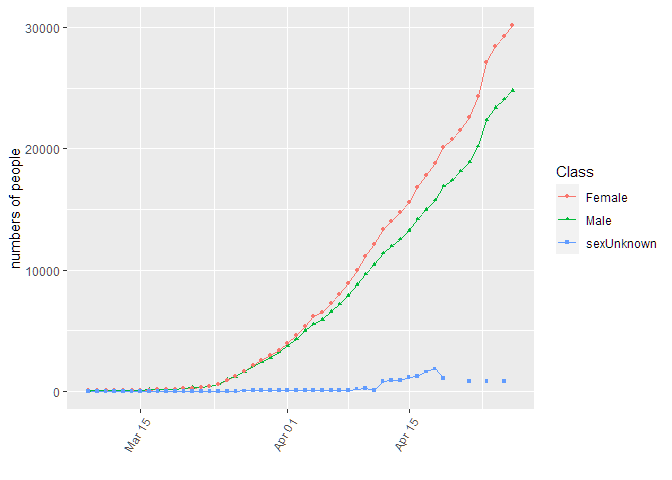 30000
20000
10000
0
numbers of people
Mar 15
Apr 01
Apr 15
Class
Female
Male
sexUnknown